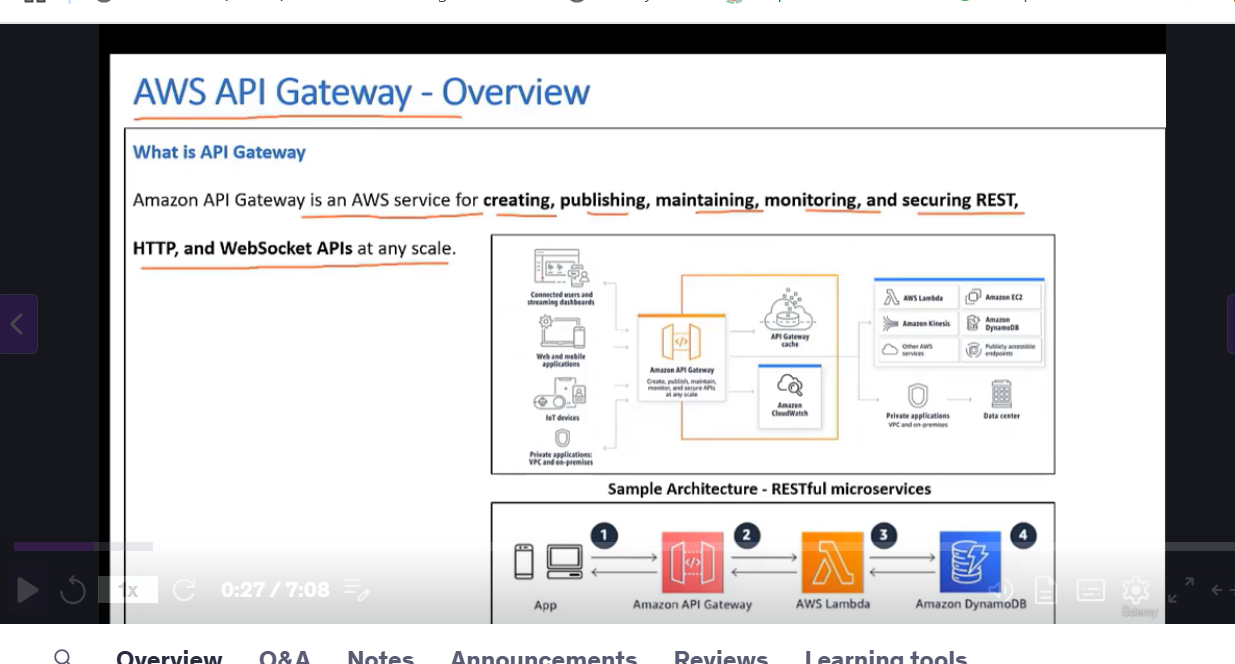 AWS API Gateway - Overview
What is API Gateway
Amazon API Gateway is an AWS service for creating, publishing, maintaining, monitoring, and securing REST,
HTTP, and WebSocket APIs at any scale.
Connected users and
streaming dashboards
Web and mobile
applications
IoT devices
Private applications:
VPC and on-premises
</>
Amazon API Gateway
Create, publish, maintain,
monitor, and secure APIs
at any scale
API Gateway
cache
Amazon
CloudWatch
AWS Lambda
Amazon EC2
Amazon Kinesis
Amazon
DynamoDB
Other AWS
services
Publicly accessible
endpoints
Private applications
VPC and on-premises
Data center
Sample Architecture - RESTful microservices
1
2
3
4
</>
App
Amazon API Gateway
AWS Lambda
Amazon DynamoDB
1x
0:27 / 7:08
ûdemy
Overview
Q&A
Notes
Announcements
Reviews
Learning tools